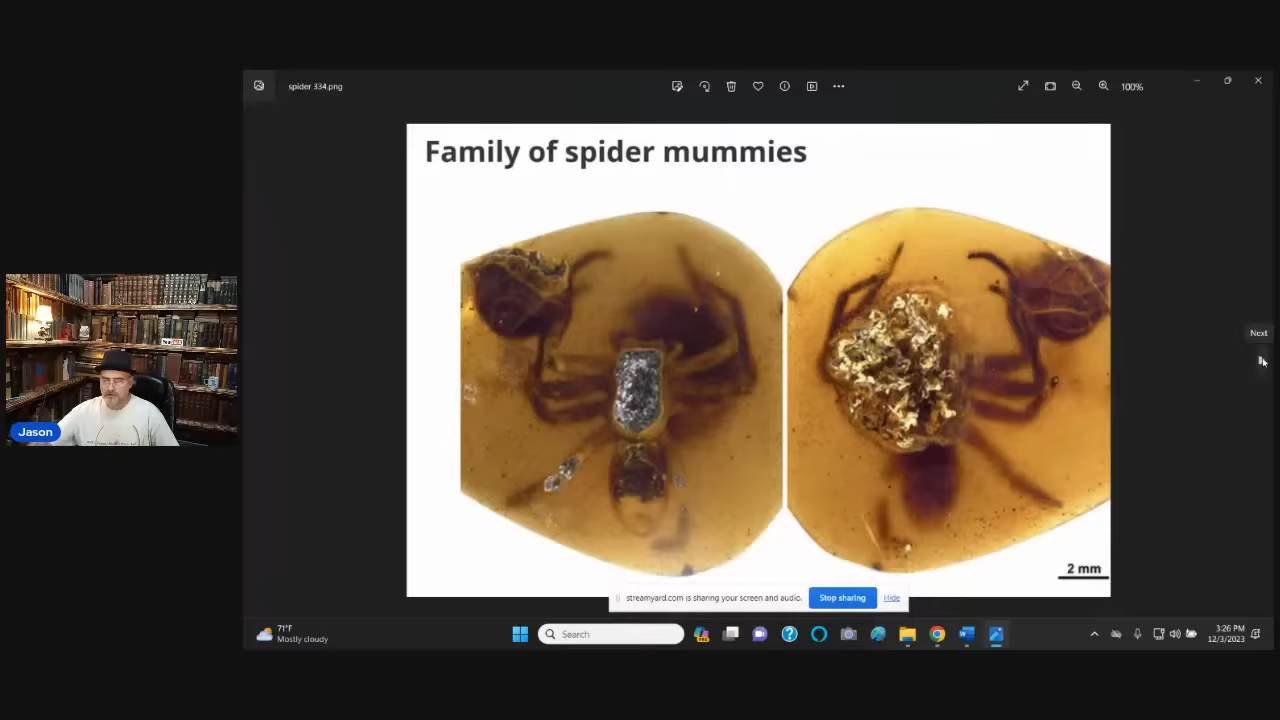 spider 334.png
100%
Family of spider mummies
Next
Jason
2 mm
streamyard.com is sharing your screen and audio.
Stop sharing
Hide
71°F
Mostly cloudy
Search
3:26 PM
12/3/2023